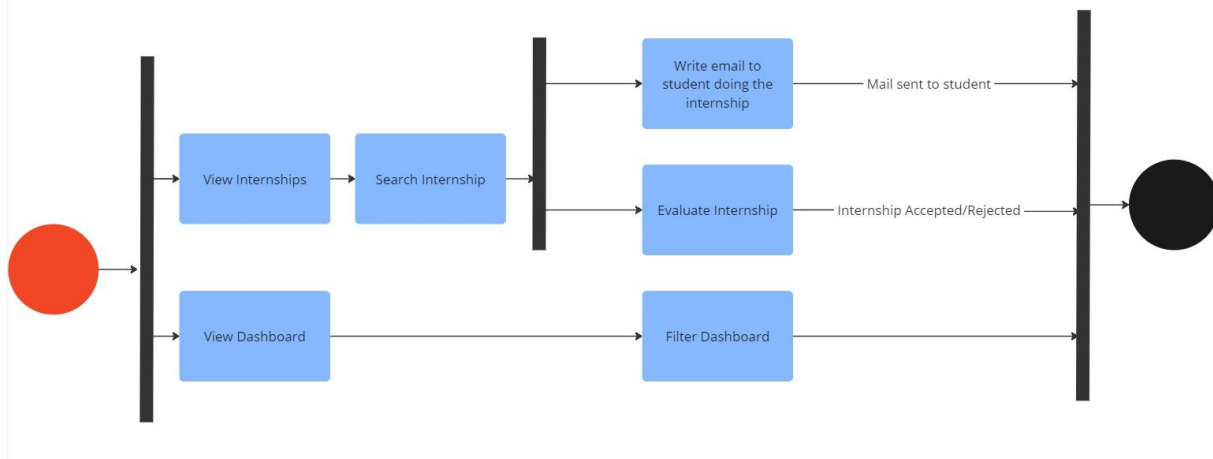 Write email to
student doing the
internship
Mail sent to student
View Internships
Search Internship
Evaluate Internship
Internship Accepted/Rejected
View Dashboard
Filter Dashboard